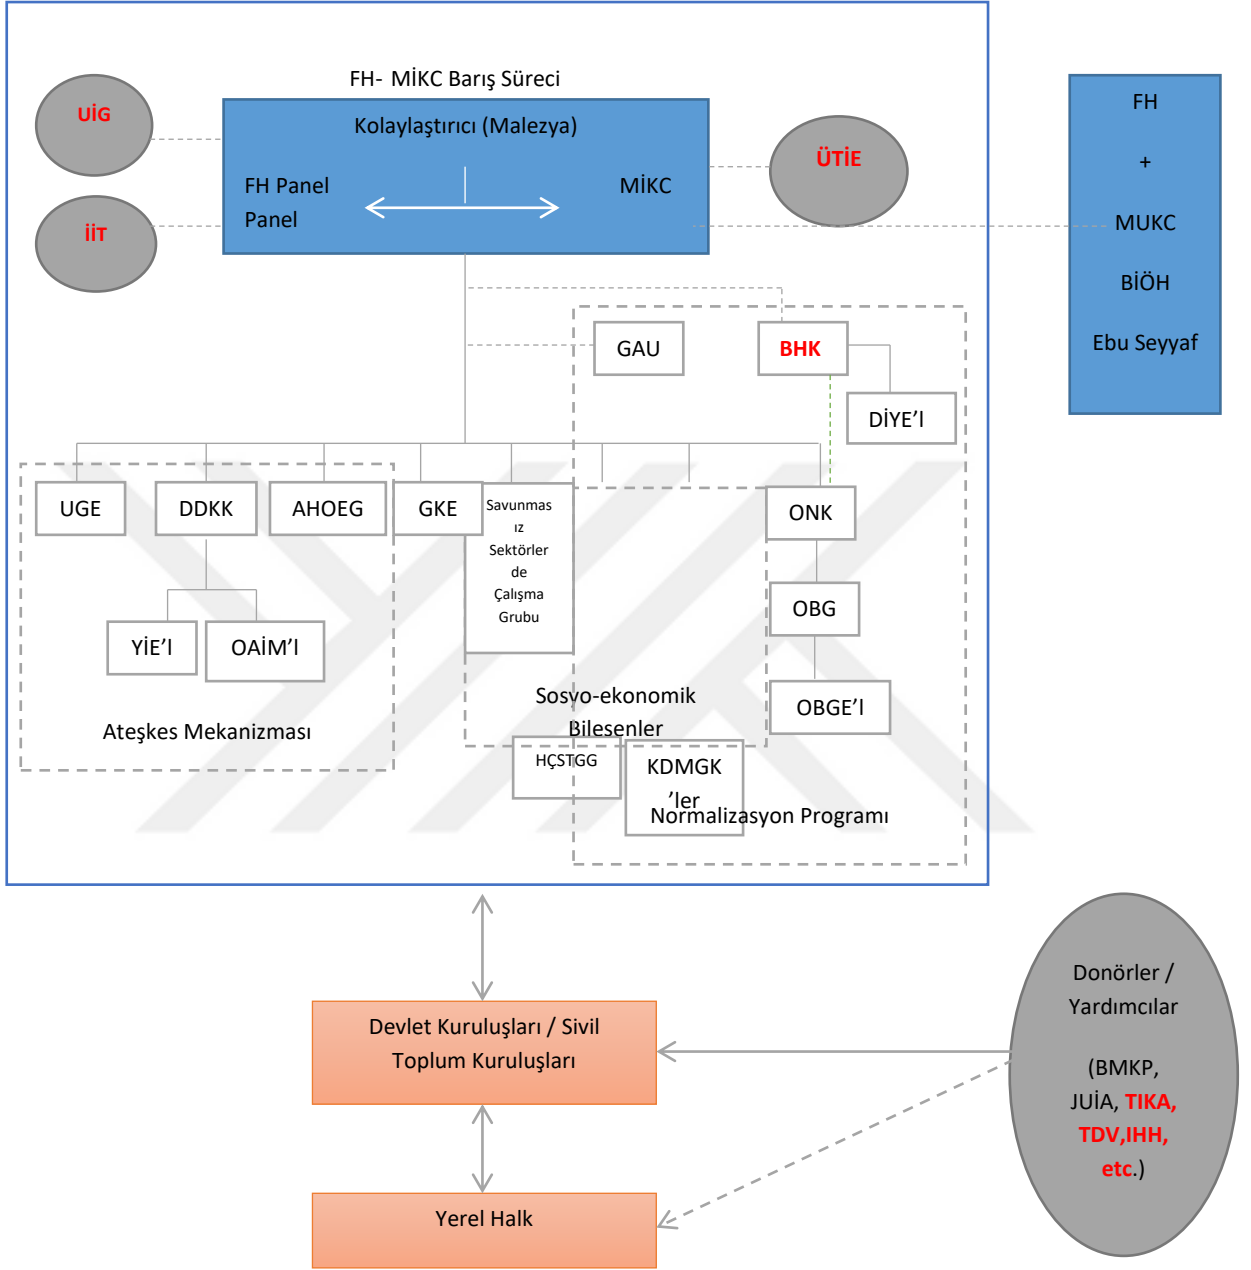 FH- MİKC Barış Süreci
UİG
Kolaylaştırıcı (Malezya)
FH Panel
Panel
MİKC
İİT
ÜTİE
FH
+
MUKC
BİÖH
Ebu Seyyaf
GAU
BHK
DİYE'l
UGE
DDKK
AHOEG
GKE
Savunmas
ız
Sektörler
de
Çalışma
Grubu
ONK
OBG
OBGE'l
YİE'l
OAİM'l
Ateşkes Mekanizması
Sosvo-ekonomik
Bilesenler
HÇSTGG
KDMGK
'ler
Normalizasyon Programı
Devlet Kuruluşları / Sivil
Toplum Kuruluşları
Yerel Halk
Donörler /
Yardımcılar
(BMKP,
JUİA, TIKA,
TDV,IHH,
etc.)